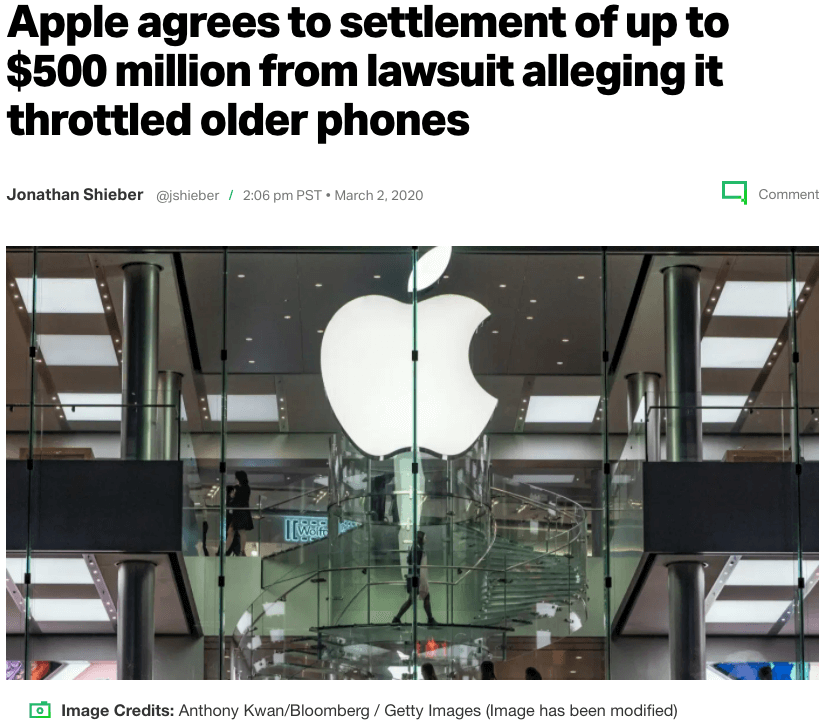 Apple agrees to settlement of up to
$500 million from lawsuit alleging it
throttled older phones
Jonathan Shieber @jshieber / 2:06 pm PST • March 2, 2020
Comment
Image Credits: Anthony Kwan/Bloomberg / Getty Images (Image has been modified)